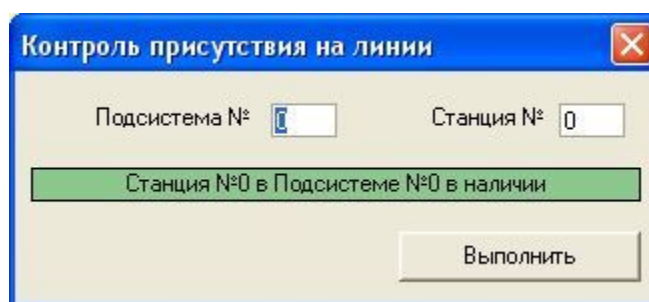 Контроль присутствия на линии
Подсистема № 0 Станция № 0
Станция №0 в Подсистеме №0 в наличии
Выполнить